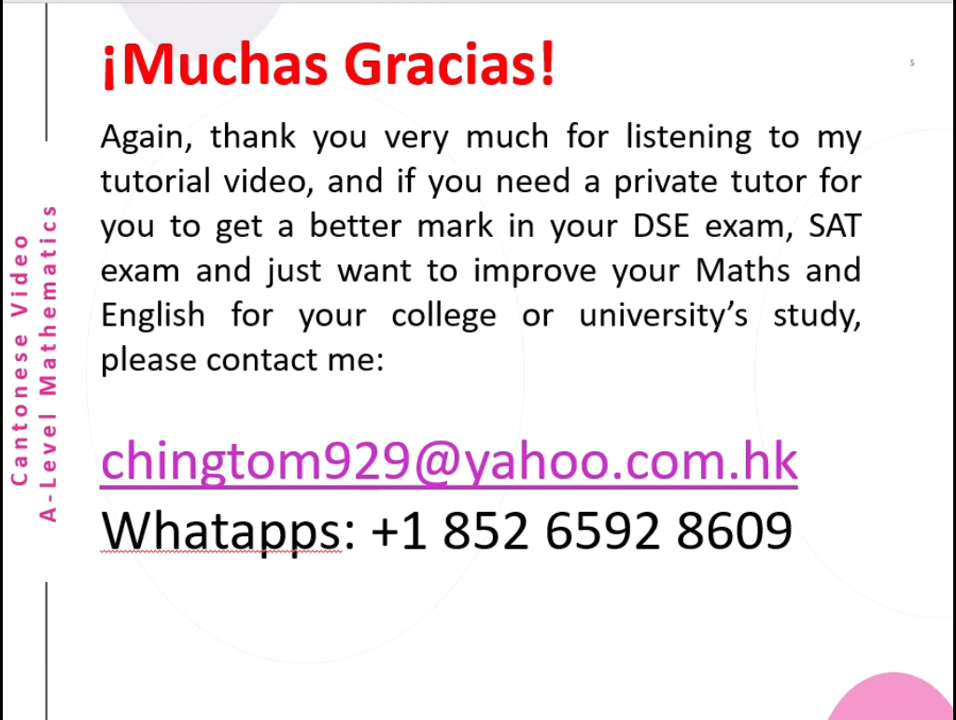 ¡Muchas Gracias!
5
Again, thank you very much for listening to my
tutorial video, and if you need a private tutor for
you to get a better mark in your DSE exam, SAT
exam and just want to improve your Maths and
English for your college or university’s study,
please contact me:
chingtom929@yahoo.com.hk
Whatapps: +1 852 6592 8609
Cantonese Video
A-Level Mathematics